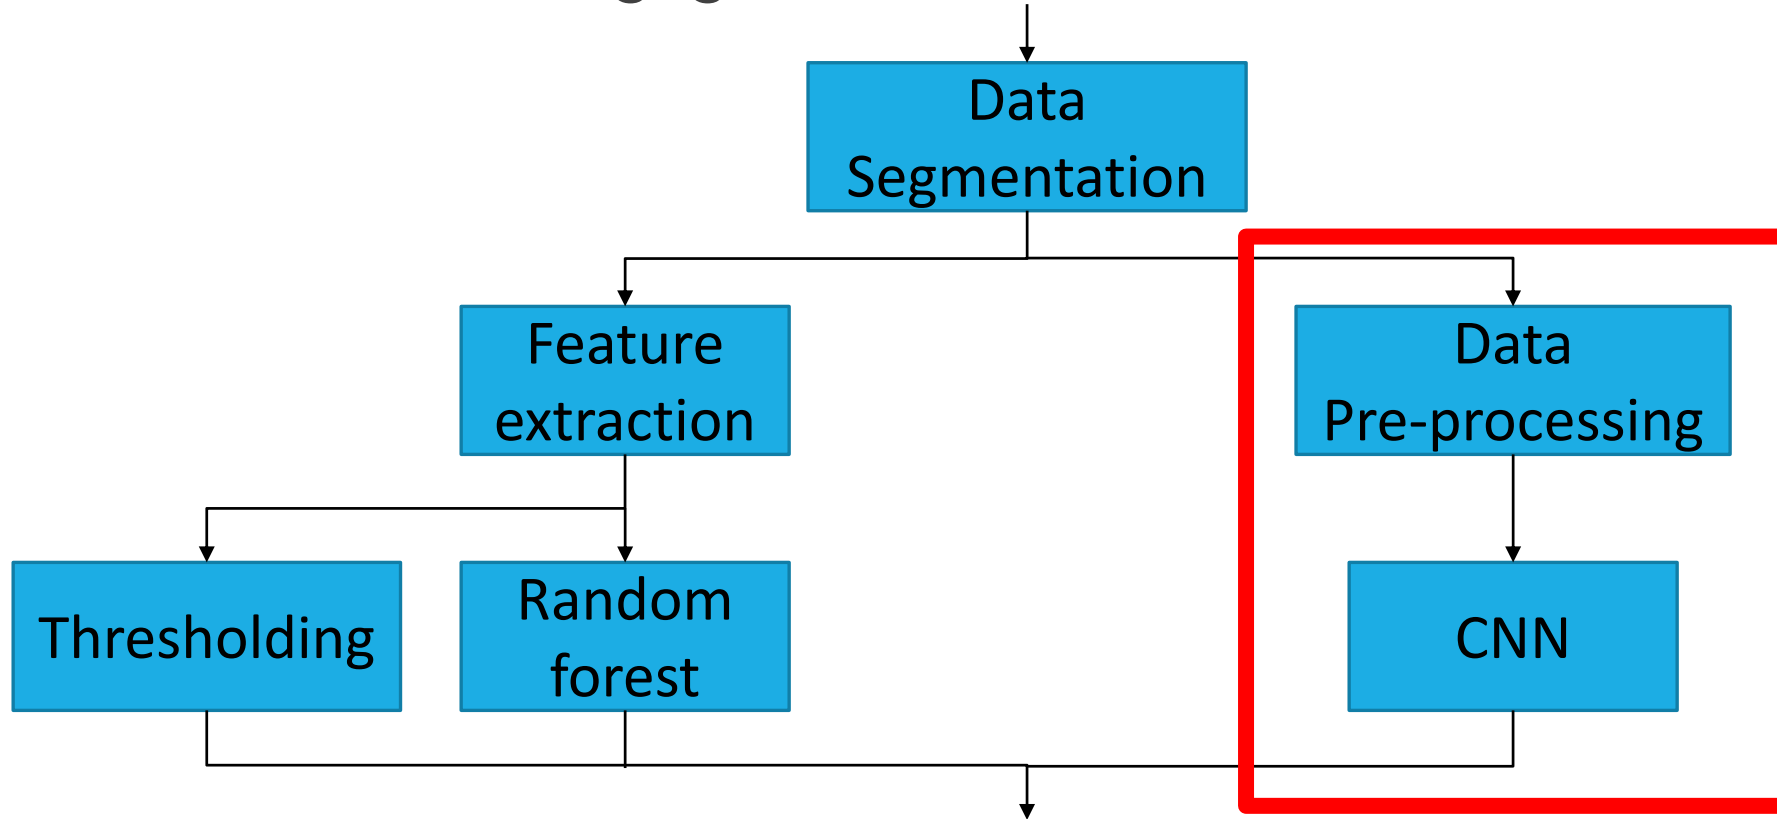 Data
Segmentation
Feature
extraction
Data
Pre-processing
Thresholding
Random
forest
CNN